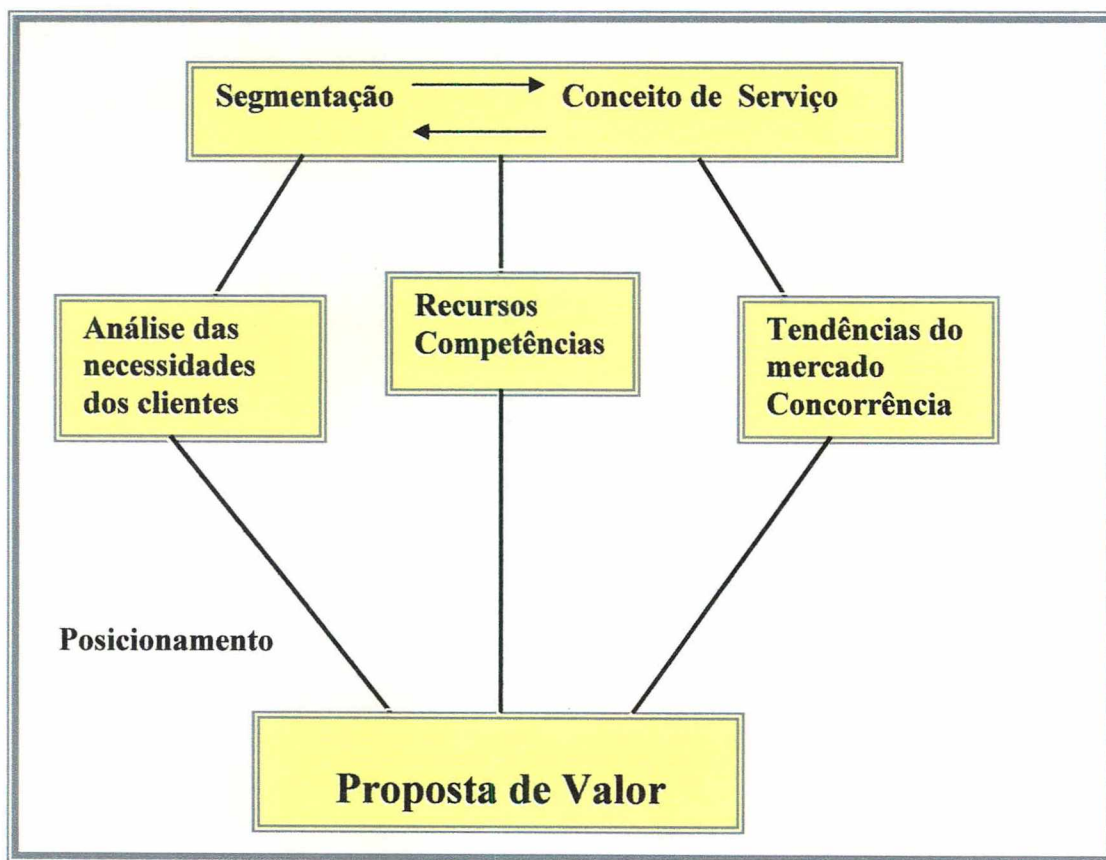 Segmentação Conceito de Serviço
Análise das
necessidades
dos clientes
Recursos
Competências
Tendências do
mercado
Concorrência
Posicionamento
Proposta de Valor